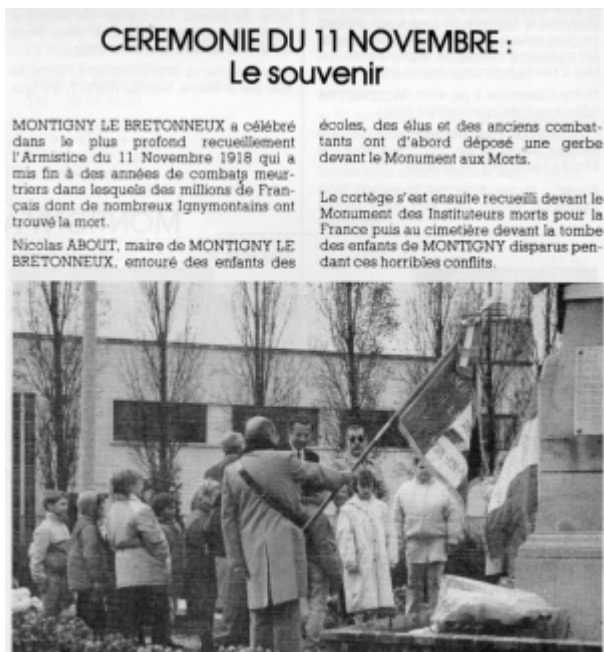 CEREMONIE DU 11 NOVEMBRE :
Le souvenir
MONTIGNY LE BRETONNEUX a célébré
dans le plus profond recueillement
l'Armistice du 11 Novembre 1918 qui a
mis fin à des années de combats meur-
triers dans lesquels des millions de Fran-
çais dont de nombreux Ignymontains ont
trouvé la mort.
Nicolas ABOUT, maire de MONTIGNY LE
BRETONNEUX, entouré des enfants des
écoles, des élus et des anciens combat-
tants ont d'abord déposé une gerbe
devant le Monument aux Morts.
Le cortège s'est ensuite recueilli devant le
Monument des Instituteurs morts pour la
France puis au cimetière devant la tombe
des enfants de MONTIGNY disparus pen-
dant ces horribles conflits.